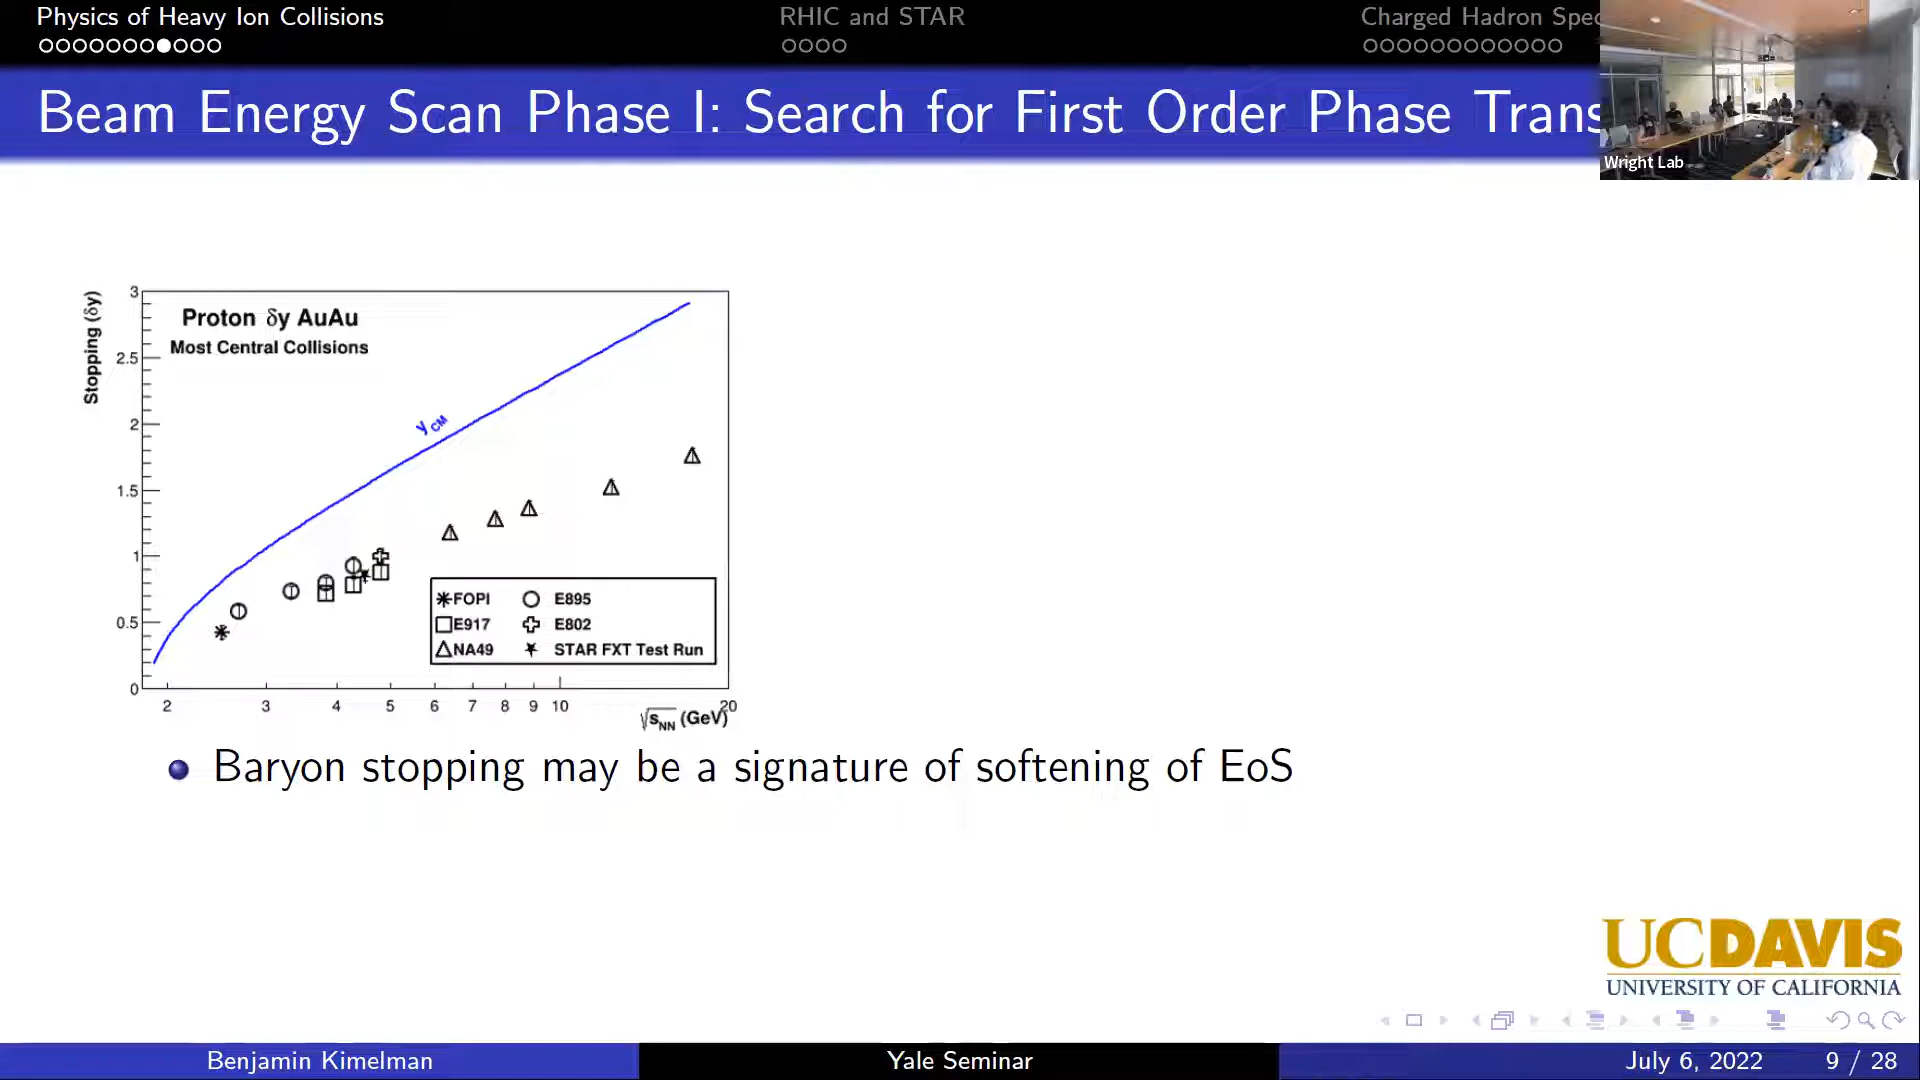 Physics of Heavy Ion Collisions
RHIC and STAR
Charged Hadron Spec
Beam Energy Scan Phase I: Search for First Order Phase Trans
Wright Lab
Stopping (δy)
Proton δy AuAu
Most Central Collisions
y_CM
3
2.5
2
1.5
1
0.5
0
FOPI E895
E917 E802
NA49 STAR FXT Test Run
2 3 4 5 6 7 8 9 10 20
√s_NN (GeV)
Baryon stopping may be a signature of softening of EoS
UCDAVIS
UNIVERSITY OF CALIFORNIA
Benjamin Kimelman
Yale Seminar
July 6, 2022
9 / 28